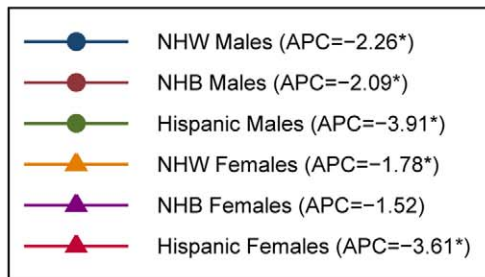 NHW Males (APC=−2.26*)
NHB Males (APC=−2.09*)
Hispanic Males (APC=−3.91*)
NHW Females (APC=−1.78*)
NHB Females (APC=−1.52)
Hispanic Females (APC=−3.61*)